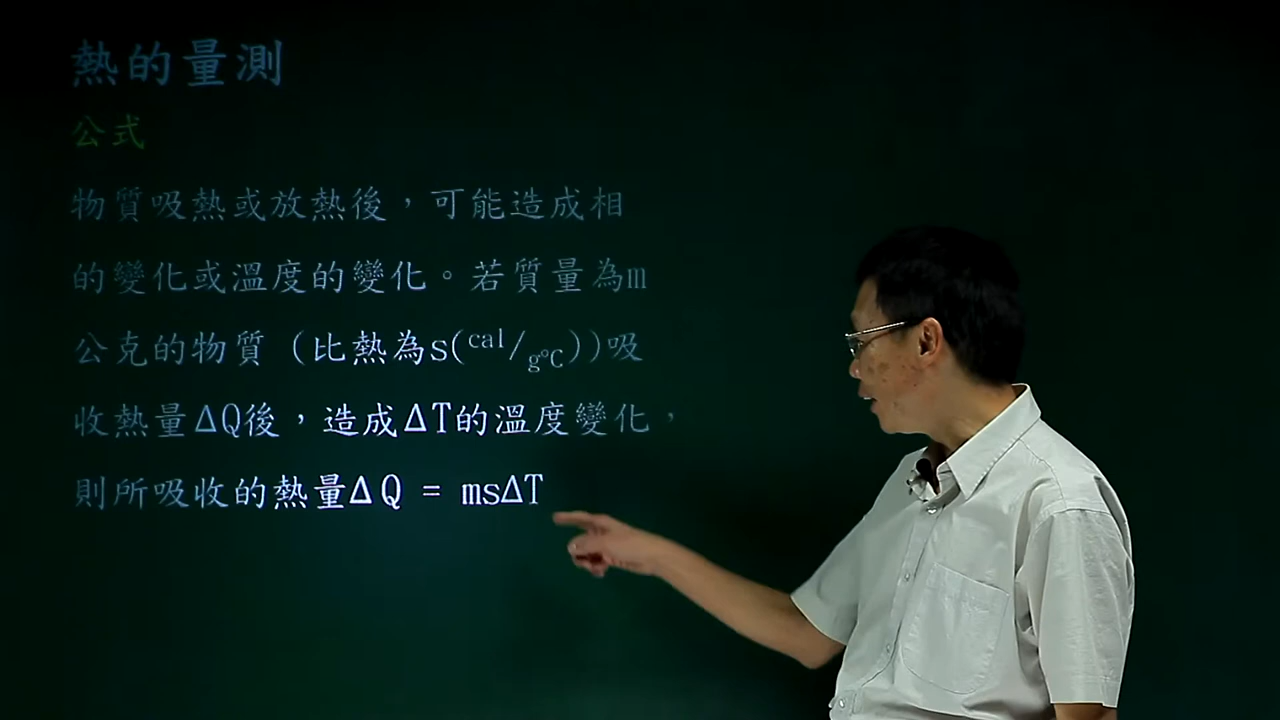 熱的量測
公式
物質吸熱或放熱後，可能造成相
的變化或溫度的變化。若質量為m
公克的物質 (比熱為s(cal/g℃))吸
收熱量ΔQ後，造成ΔT的溫度變化，
則所吸收的熱量ΔQ = msΔT